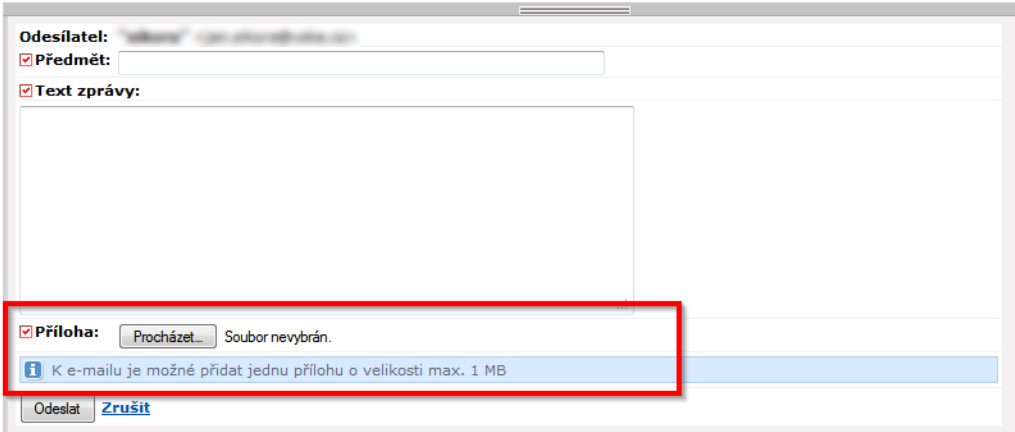 Odesílatel:
Předmět:
Text zprávy:
Příloha: Procházet... Soubor nevybrán.
K e-mailu je možné přidat jednu přílohu o velikosti max. 1 MB
Odeslat Zrušit